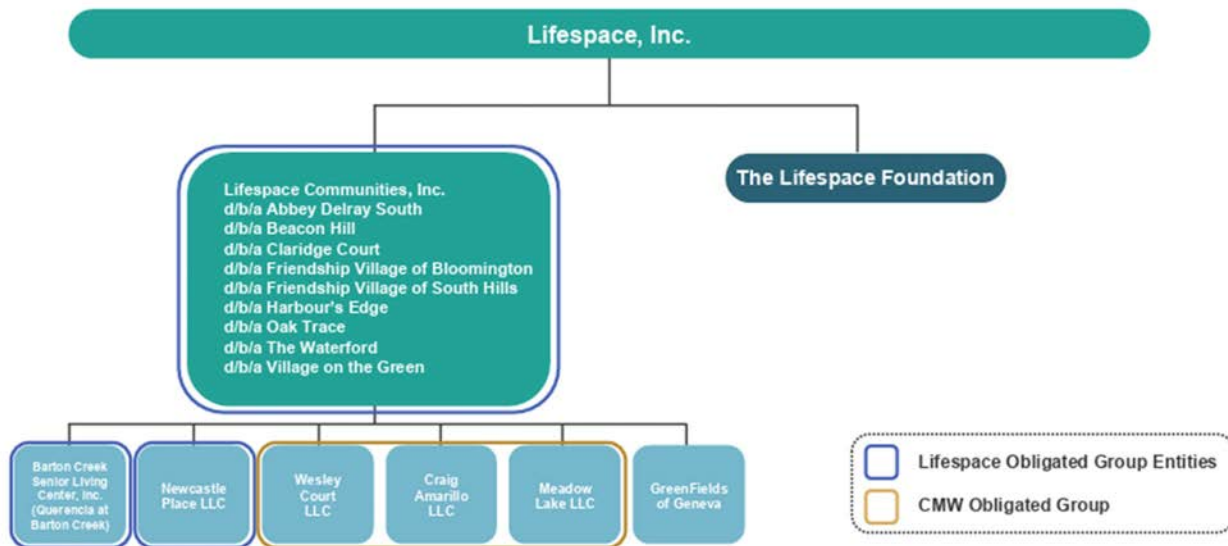 Lifespace, Inc.
The Lifespace Foundation
Lifespace Communities, Inc.
d/b/a Abbey Delray South
d/b/a Beacon Hill
d/b/a Claridge Court
d/b/a Friendship Village of Bloomington
d/b/a Friendship Village of South Hills
d/b/a Harbour's Edge
d/b/a Oak Trace
d/b/a The Waterford
d/b/a Village on the Green
Barton Creek
Senior Living
Center, Inc.
(Querencia at
Barton Creek)
Newcastle
Place LLC
Wesley
Court
LLC
Craig
Amarillo
LLC
Meadow
Lake LLC
GreenFields
of Geneva
Lifespace Obligated Group Entities
CMW Obligated Group